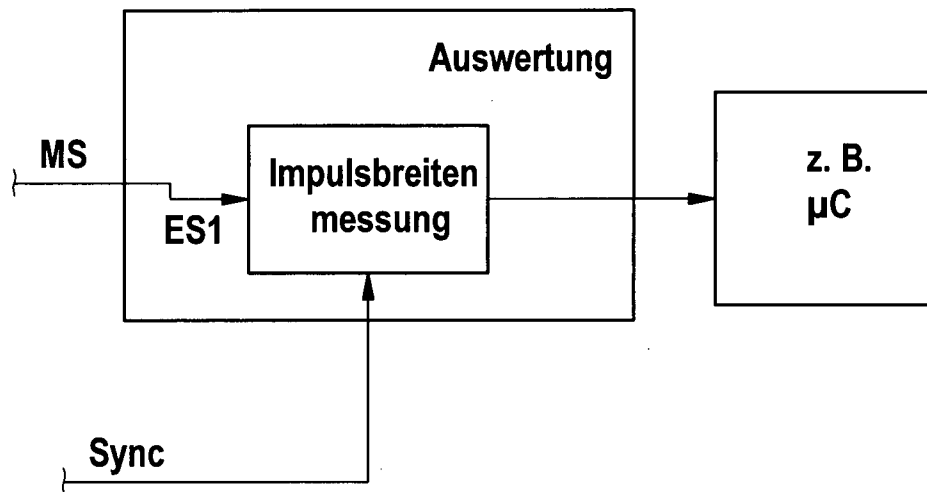 Auswertung
MS
Impulsbreiten
messung
z. B.
µC
ES1
Sync